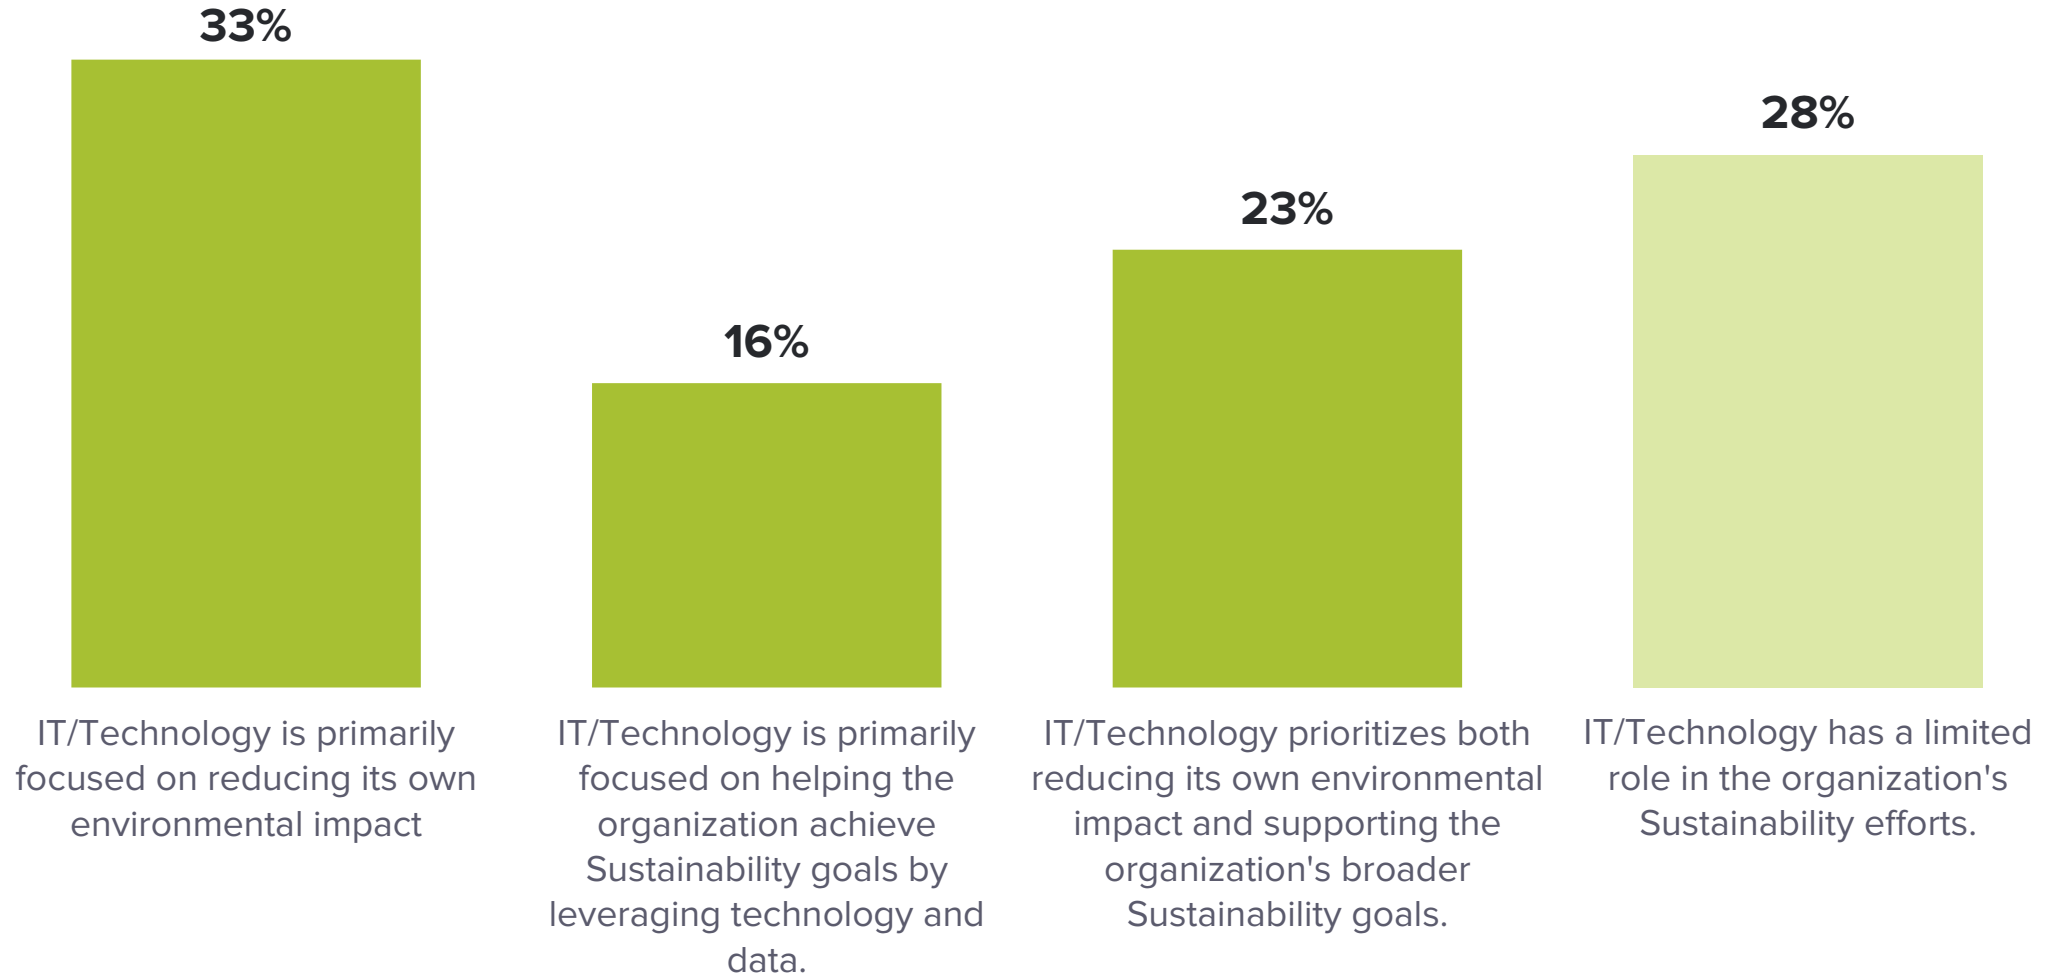 33%
16%
23%
28%
IT/Technology is primarily
focused on reducing its own
environmental impact
IT/Technology is primarily
focused on helping the
organization achieve
Sustainability goals by
leveraging technology and
data.
IT/Technology prioritizes both
reducing its own environmental
impact and supporting the
organization's broader
Sustainability goals.
IT/Technology has a limited
role in the organization's
Sustainability efforts.